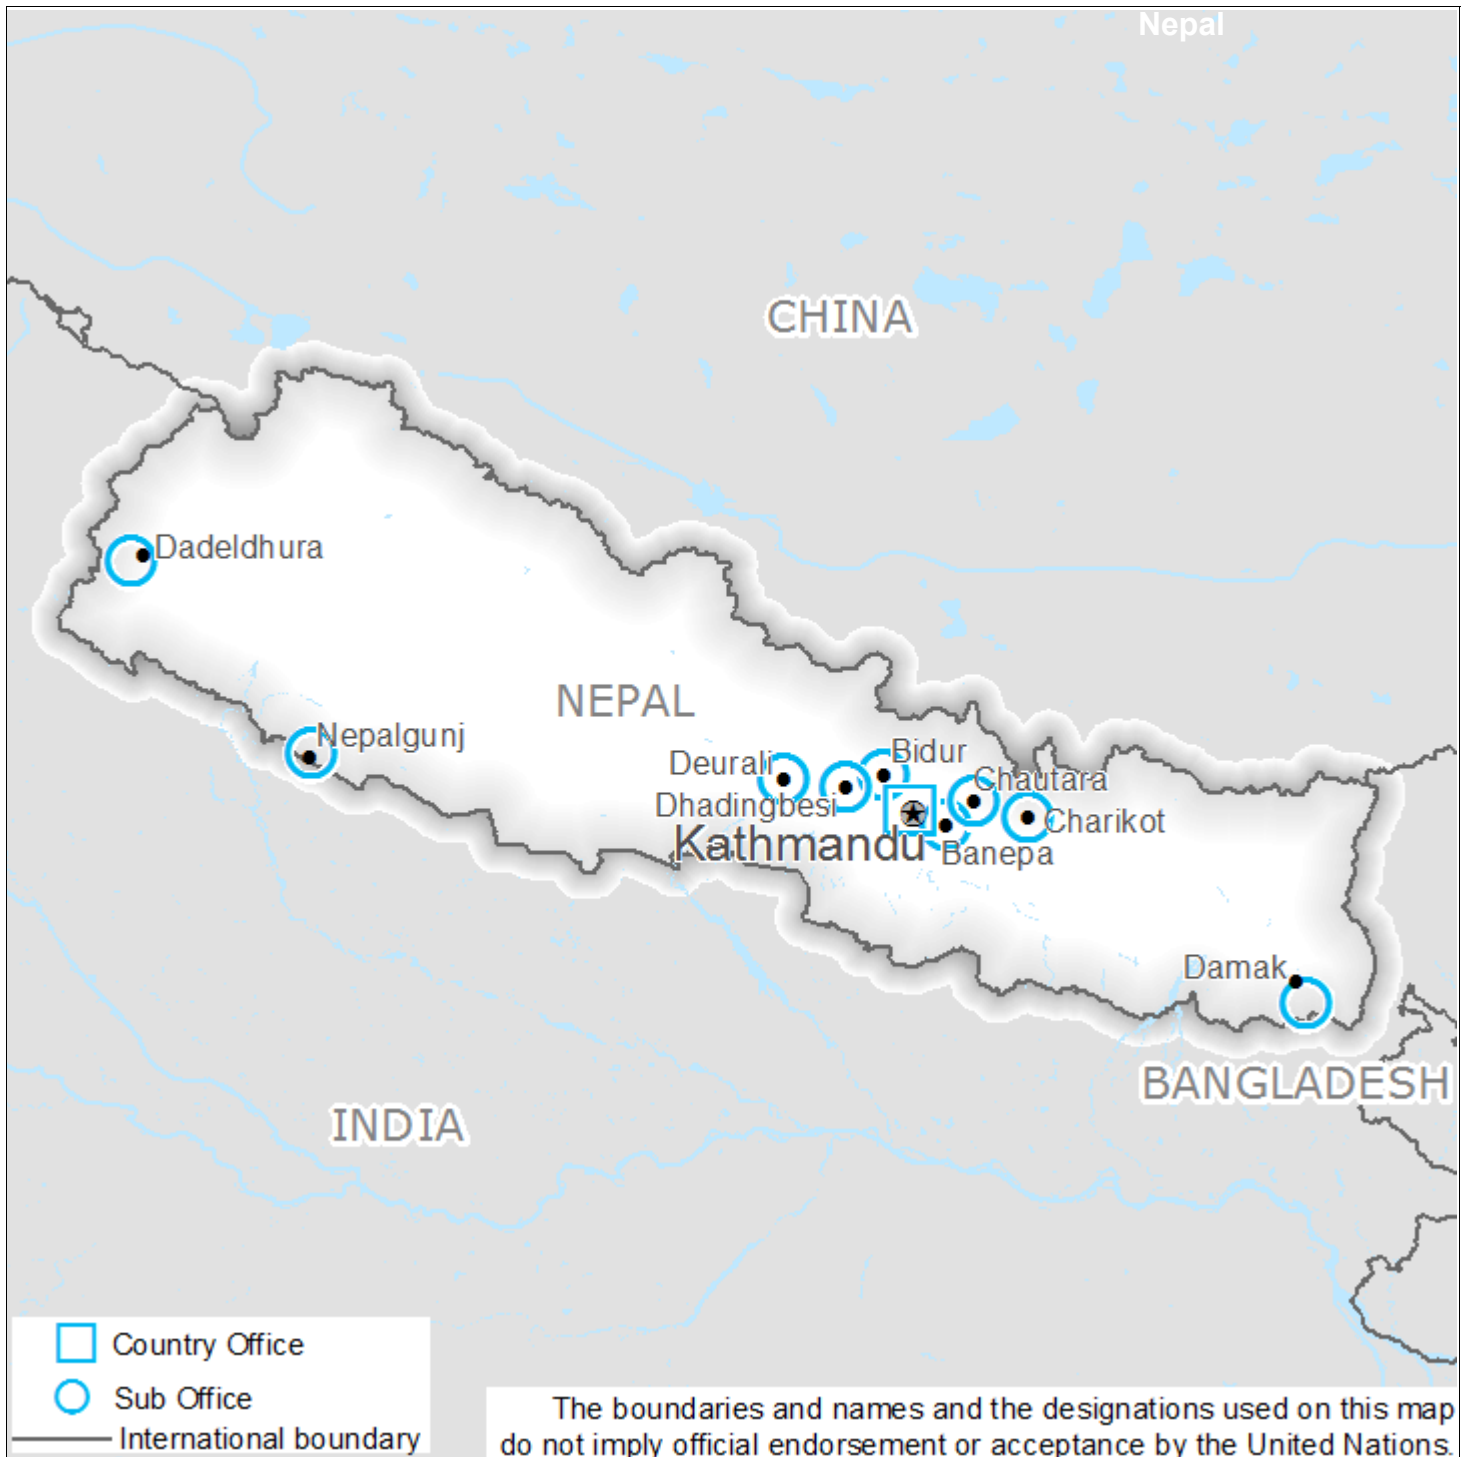 Nepal
CHINA
Dadeldhura
NEPAL
Nepalgunj
Deurali
Bidur
Dhadingbesi
Chautara
Kathmandu
Charikot
Banepa
Damak
BANGLADESH
INDIA
Country Office
Sub Office
International boundary
The boundaries and names and the designations used on this map
do not imply official endorsement or acceptance by the United Nations.